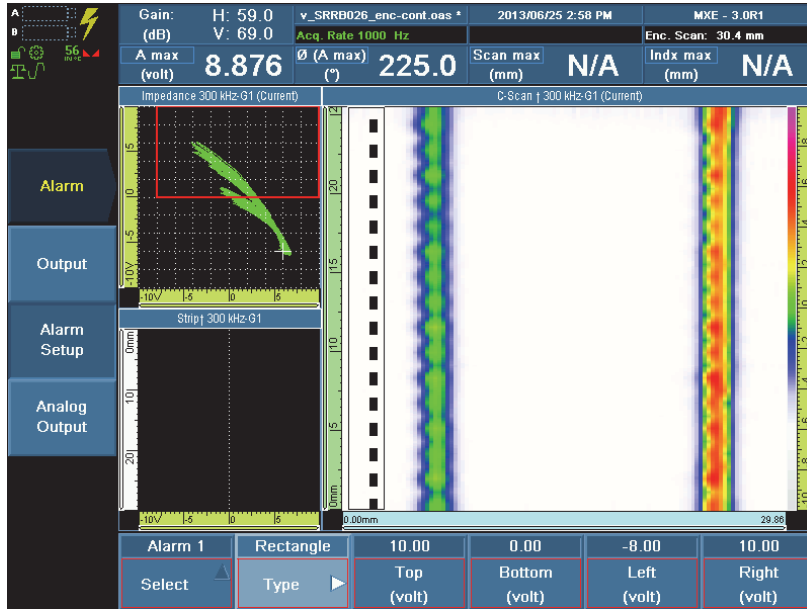 A
B
Gain: H: 59.0 v_SRRB026_enc-cont.oas * 2013/06/25 2:58 PM MXE - 3.0R1
(dB) V: 69.0 Acq. Rate 1000 Hz Enc. Scan: 30.4 mm
56
IN °C
A max 8.876 Ø (A max) 225.0 Scan max N/A Indx max N/A
(volt) (°) (mm) (mm)
Impedance 300 kHz-G1 (Current)
C-Scan † 300 kHz-G1 (Current)
|5
|0
|-5
-10V
-10V |-5 |0 |5
Strip† 300 kHz-G1
0mm
10|
20|
-10V |-5 |0 |5
|20
|15
|10
|5
0mm
0.00mm 29.86
Alarm
Output
Alarm
Setup
Analog
Output
Alarm 1 Rectangle 10.00 0.00 -8.00 10.00
Select Type Top Bottom Left Right
(volt) (volt) (volt) (volt)